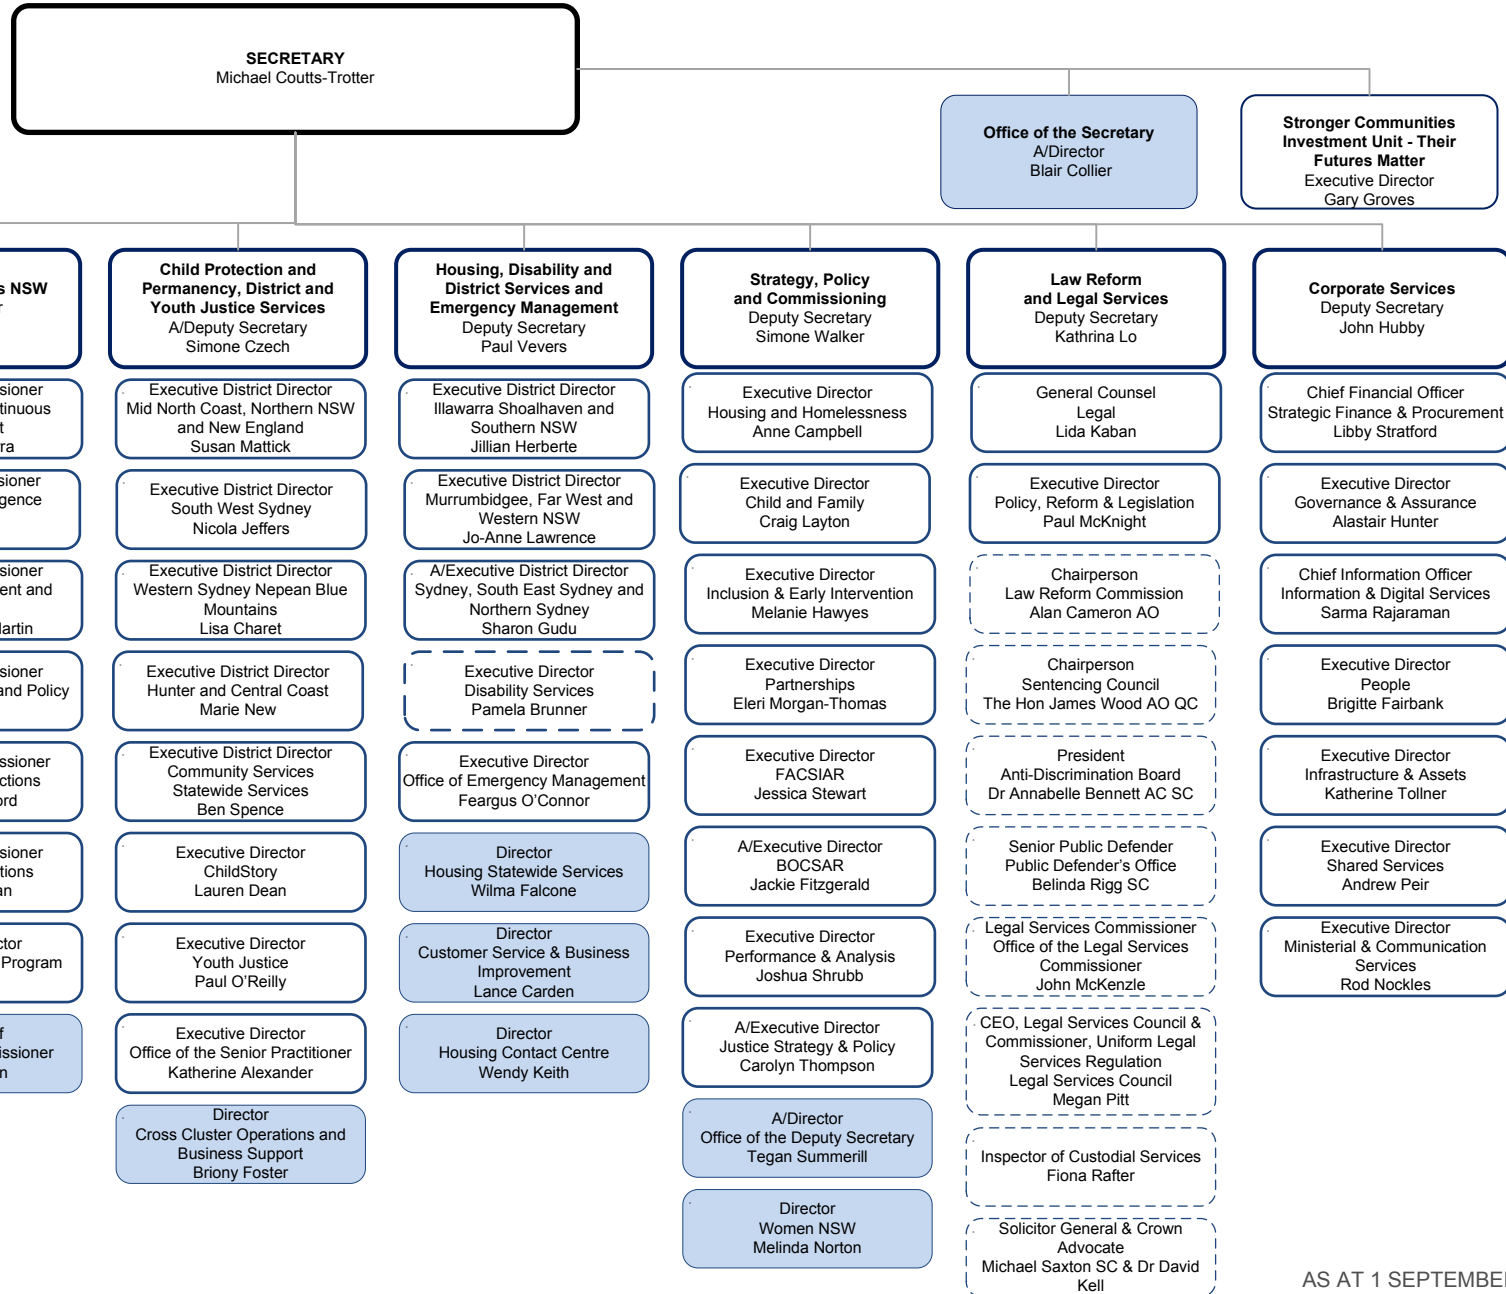 SECRETARY
Michael Coutts-Trotter
Office of the Secretary
A/Director
Blair Collier
Stronger Communities
Investment Unit - Their
Futures Matter
Executive Director
Gary Groves
NSW
Child Protection and
Permanency, District and
Youth Justice Services
A/Deputy Secretary
Simone Czech
Housing, Disability and
District Services and
Emergency Management
Deputy Secretary
Paul Vevers
Strategy, Policy
and Commissioning
Deputy Secretary
Simone Walker
Law Reform
and Legal Services
Deputy Secretary
Kathrina Lo
Corporate Services
Deputy Secretary
John Hubby
and Policy
Program
Executive District Director
Mid North Coast, Northern NSW
and New England
Susan Mattick
Executive District Director
South West Sydney
Nicola Jeffers
Executive District Director
Western Sydney Nepean Blue
Mountains
Lisa Charet
Executive District Director
Hunter and Central Coast
Marie New
Executive District Director
Community Services
Statewide Services
Ben Spence
Executive Director
ChildStory
Lauren Dean
Executive Director
Youth Justice
Paul O'Reilly
Executive Director
Office of the Senior Practitioner
Katherine Alexander
Director
Cross Cluster Operations and
Business Support
Briony Foster
Executive District Director
Illawarra Shoalhaven and
Southern NSW
Jillian Herberte
Executive District Director
Murrumbidgee, Far West and
Western NSW
Jo-Anne Lawrence
A/Executive District Director
Sydney, South East Sydney and
Northern Sydney
Sharon Gudu
Executive Director
Disability Services
Pamela Brunner
Executive Director
Office of Emergency Management
Feargus O'Connor
Director
Housing Statewide Services
Wilma Falcone
Director
Customer Service & Business
Improvement
Lance Carden
Director
Housing Contact Centre
Wendy Keith
Executive Director
Housing and Homelessness
Anne Campbell
Executive Director
Child and Family
Craig Layton
Executive Director
Inclusion & Early Intervention
Melanie Hawyes
Executive Director
Partnerships
Eleri Morgan-Thomas
Executive Director
FACSIAR
Jessica Stewart
A/Executive Director
BOCSAR
Jackie Fitzgerald
Executive Director
Performance & Analysis
Joshua Shrubb
A/Executive Director
Justice Strategy & Policy
Carolyn Thompson
A/Director
Office of the Deputy Secretary
Tegan Summerill
Director
Women NSW
Melinda Norton
General Counsel
Legal
Lida Kaban
Executive Director
Policy, Reform & Legislation
Paul McKnight
Chairperson
Law Reform Commission
Alan Cameron AO
Chairperson
Sentencing Council
The Hon James Wood AO QC
President
Anti-Discrimination Board
Dr Annabelle Bennett AC SC
Senior Public Defender
Public Defender's Office
Belinda Rigg SC
Legal Services Commissioner
Office of the Legal Services
Commissioner
John McKenzle
CEO, Legal Services Council &
Commissioner, Uniform Legal
Services Regulation
Legal Services Council
Megan Pitt
Inspector of Custodial Services
Fiona Rafter
Solicitor General & Crown
Advocate
Michael Saxton SC & Dr David
Kell
Chief Financial Officer
Strategic Finance & Procurement
Libby Stratford
Executive Director
Governance & Assurance
Alastair Hunter
Chief Information Officer
Information & Digital Services
Sarma Rajaraman
Executive Director
People
Brigitte Fairbank
Executive Director
Infrastructure & Assets
Katherine Tollner
Executive Director
Shared Services
Andrew Peir
Executive Director
Ministerial & Communication
Services
Rod Nockles
AS AT 1 SEPTEMBER